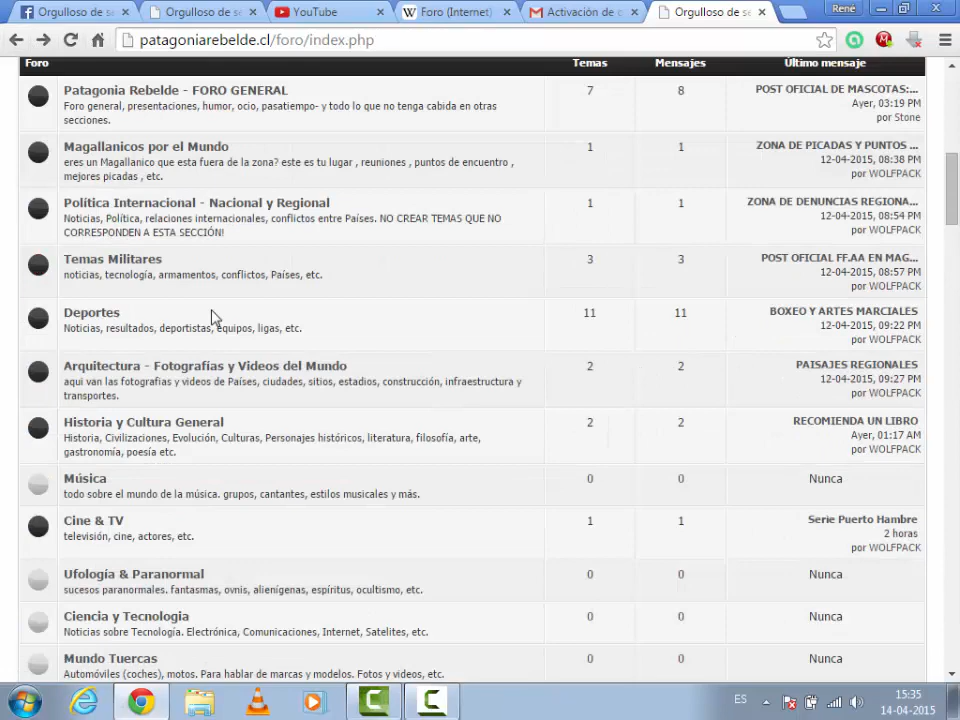 Orgulloso de se
Orgulloso de se
YouTube
Foro (Internet)
Activación de
Orgulloso de se
René
patagoniarebelde.cl/foro/index.php
Foro
Temas
Mensajes
Último mensaje
Patagonia Rebelde - FORO GENERAL
Foro general, presentaciones, humor, ocio, pasatiempo- y todo lo que no tenga cabida en otras
secciones.
7
8
POST OFICIAL DE MASCOTAS:...
Ayer, 03:19 PM
por Stone
Magallanicos por el Mundo
eres un Magallanico que esta fuera de la zona? este es tu lugar , reuniones , puntos de encuentro ,
mejores picadas , etc.
1
1
ZONA DE PICADAS Y PUNTOS ...
12-04-2015, 08:38 PM
por WOLFPACK
Política Internacional - Nacional y Regional
Noticias, Política, relaciones internacionales, conflictos entre Países. NO CREAR TEMAS QUE NO
CORRESPONDEN A ESTA SECCIÓN!
1
1
ZONA DE DENUNCIAS REGIONA...
12-04-2015, 08:54 PM
por WOLFPACK
Temas Militares
noticias, tecnología, armamentos, conflictos, Países, etc.
3
3
POST OFICIAL FF.AA EN MAG...
12-04-2015, 08:57 PM
por WOLFPACK
Deportes
Noticias, resultados, deportistas, equipos, ligas, etc.
11
11
BOXEO Y ARTES MARCIALES
12-04-2015, 09:22 PM
por WOLFPACK
Arquitectura - Fotografías y Videos del Mundo
aqui van las fotografias y videos de Países, ciudades, sitios, estadios, construcción, infraestructura y
transportes.
2
2
PAISAJES REGIONALES
12-04-2015, 09:27 PM
por WOLFPACK
Historia y Cultura General
Historia, Civilizaciones, Evolución, Culturas, Personajes históricos, literatura, filosofía, arte,
gastronomía, poesía etc.
2
2
RECOMIENDA UN LIBRO
Ayer, 01:17 AM
por WOLFPACK
Música
todo sobre el mundo de la música. grupos, cantantes, estilos musicales y más.
0
0
Nunca
Cine & TV
televisión, cine, actores, etc.
1
1
Serie Puerto Hambre
2 horas
por WOLFPACK
Ufología & Paranormal
sucesos paranormales. fantasmas, ovnis, alienígenas, espíritus, ocultismo, etc.
0
0
Nunca
Ciencia y Tecnologia
Noticias sobre Tecnología. Electrónica, Comunicaciones, Internet, Satelites, etc.
0
0
Nunca
Mundo Tuercas
Automóviles (coches), motos. Para hablar de marcas y modelos. Fotos y videos, etc.
0
0
Nunca
ES
15:35
14-04-2015